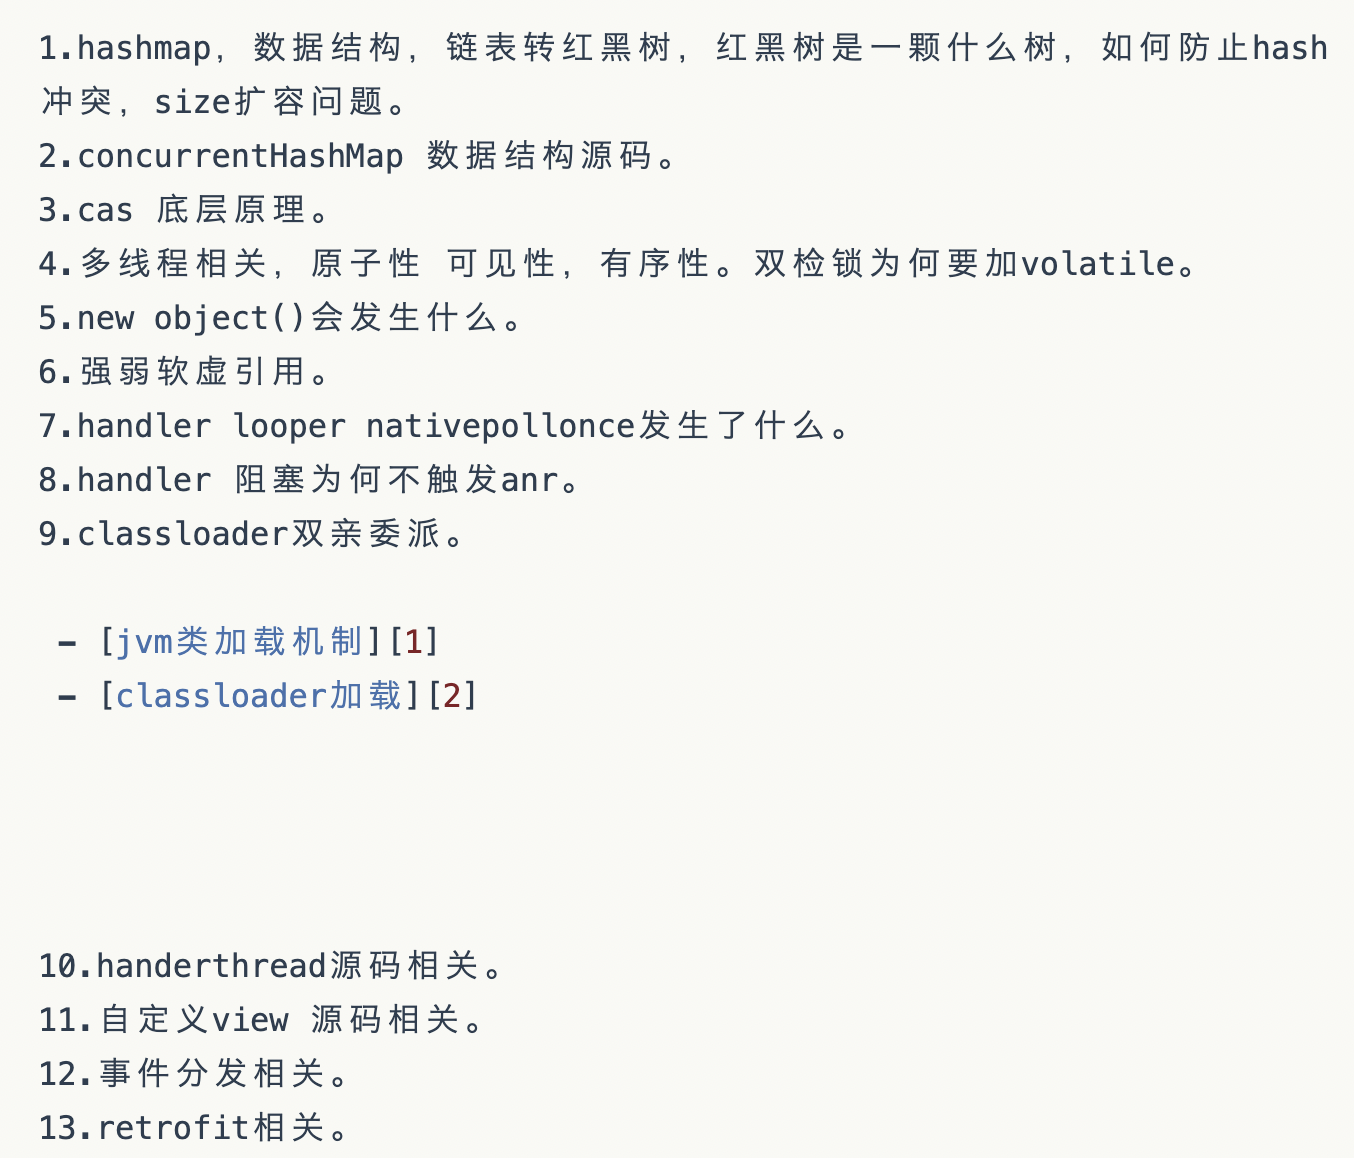 1.hashmap，数据结构，链表转红黑树，红黑树是一颗什么树，如何防止hash
冲突，size扩容问题。
2.concurrentHashMap 数据结构源码。
3.cas 底层原理。
4.多线程相关，原子性 可见性，有序性。双检锁为何要加volatile。
5.new object()会发生什么。
6.强弱软虚引用。
7.handler looper nativepollonce发生了什么。
8.handler 阻塞为何不触发anr。
9.classloader双亲委派。
- [jvm类加载机制][1]
- [classloader加载][2]
10.handerthread源码相关。
11.自定义view 源码相关。
12.事件分发相关。
13.retrofit相关。